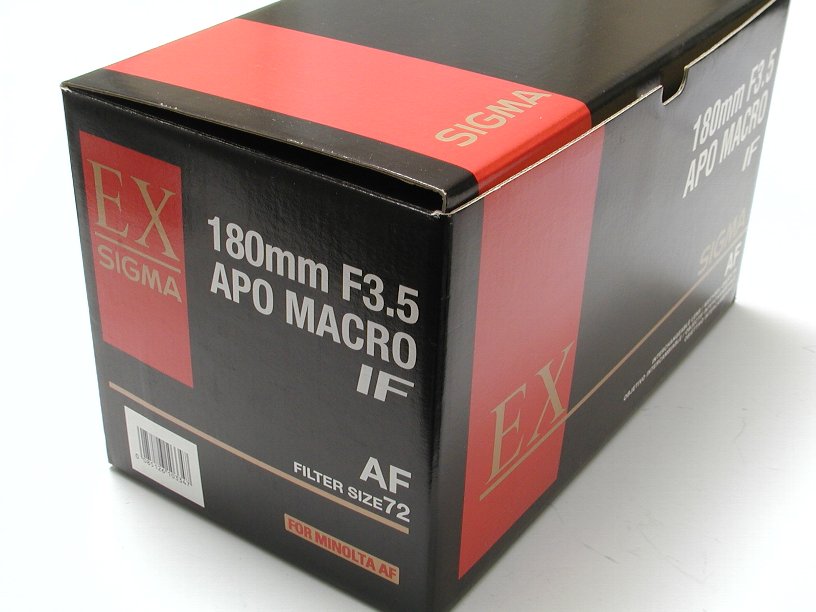 SIGMA
EX
SIGMA
180mm F3.5
APO MACRO
IF
AF
FILTER SIZE72
FOR MINOLTA AF
EX
180mm F3.5
APO MACRO
IF
SIGMA
AF